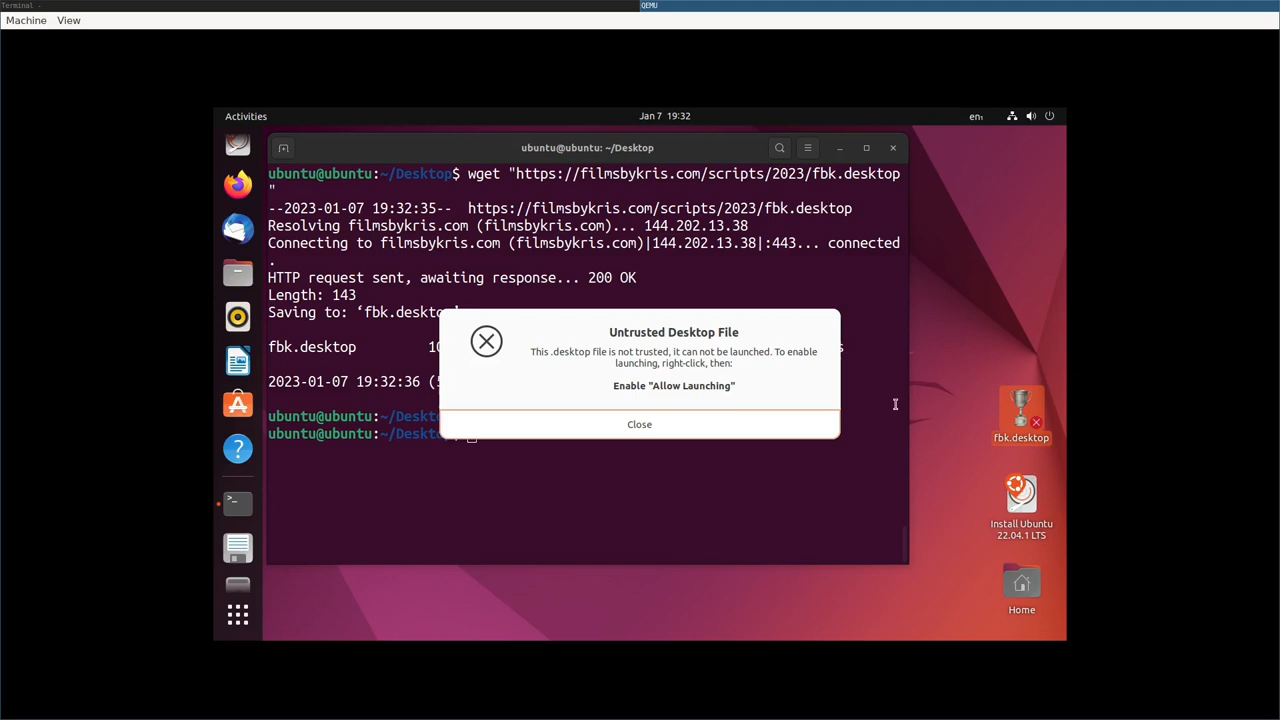 Terminal -
QEMU
Machine View
Activities
Jan 7 19:32
en₁
ubuntu@ubuntu: ~/Desktop
ubuntu@ubuntu:~/Desktop$ wget "https://filmsbykris.com/scripts/2023/fbk.desktop
"
--2023-01-07 19:32:35-- https://filmsbykris.com/scripts/2023/fbk.desktop
Resolving filmsbykris.com (filmsbykris.com)... 144.202.13.38
Connecting to filmsbykris.com (filmsbykris.com)|144.202.13.38|:443... connected
.
HTTP request sent, awaiting response... 200 OK
Length: 143
Saving to: ‘fbk.desktop’
fbk.desktop
2023-01-07 19:32:36
ubuntu@ubuntu:~/Deskt
ubuntu@ubuntu:~/Deskto
Untrusted Desktop File
This .desktop file is not trusted, it can not be launched. To enable
launching, right-click, then:
Enable "Allow Launching"
Close
fbk.desktop
Install Ubuntu
22.04.1 LTS
Home